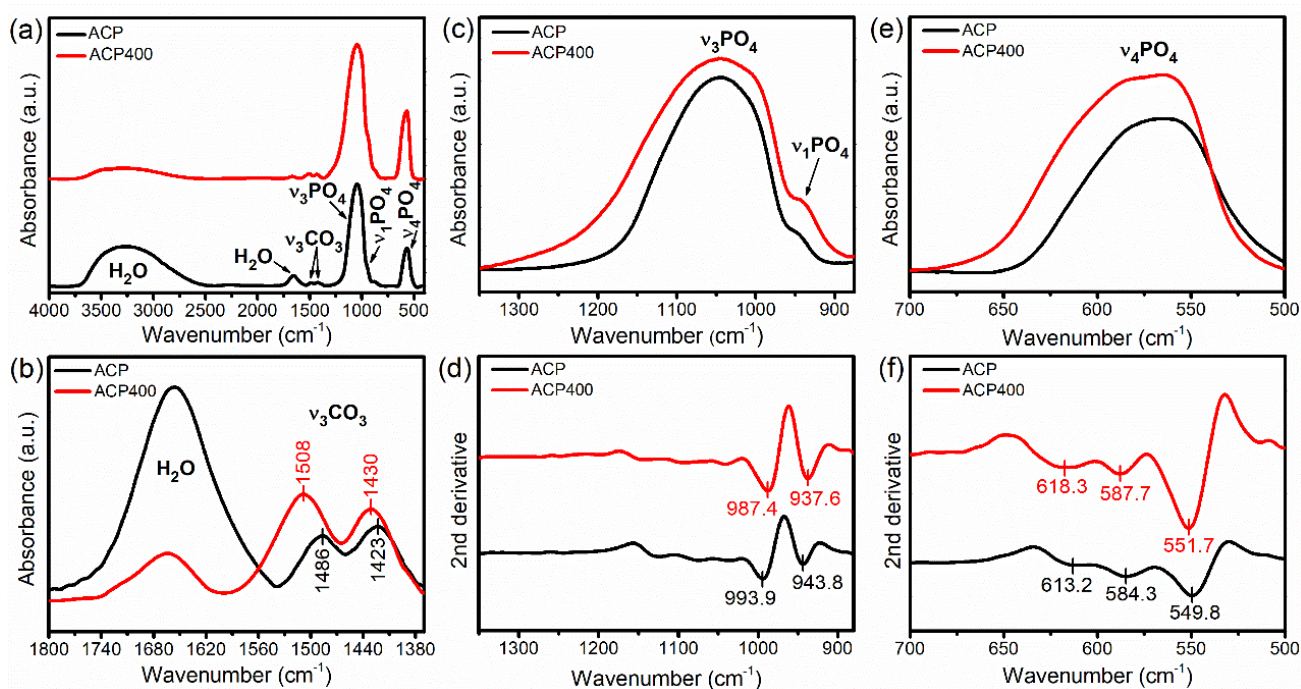 (a)
ACP
ACP400
Absorbance (a.u.)
ν₃PO₄
ν₁PO₄
ν₄PO₄
ν₃CO₃
H₂O
H₂O
4000 3500 3000 2500 2000 1500 1000 500
Wavenumber (cm⁻¹)
(b)
ACP
ACP400
Absorbance (a.u.)
ν₃CO₃
H₂O
1508
1430
1486
1423
1800 1740 1680 1620 1560 1500 1440 1380
Wavenumber (cm⁻¹)
(c)
ACP
ACP400
Absorbance (a.u.)
ν₃PO₄
ν₁PO₄
1300 1200 1100 1000 900
Wavenumber (cm⁻¹)
(d)
ACP
ACP400
2nd derivative
987.4
937.6
993.9
943.8
1300 1200 1100 1000 900
Wavenumber (cm⁻¹)
(e)
ACP
ACP400
Absorbance (a.u.)
ν₄PO₄
700 650 600 550 500
Wavenumber (cm⁻¹)
(f)
ACP
ACP400
2nd derivative
618.3
587.7
551.7
613.2
584.3
549.8
700 650 600 550 500
Wavenumber (cm⁻¹)